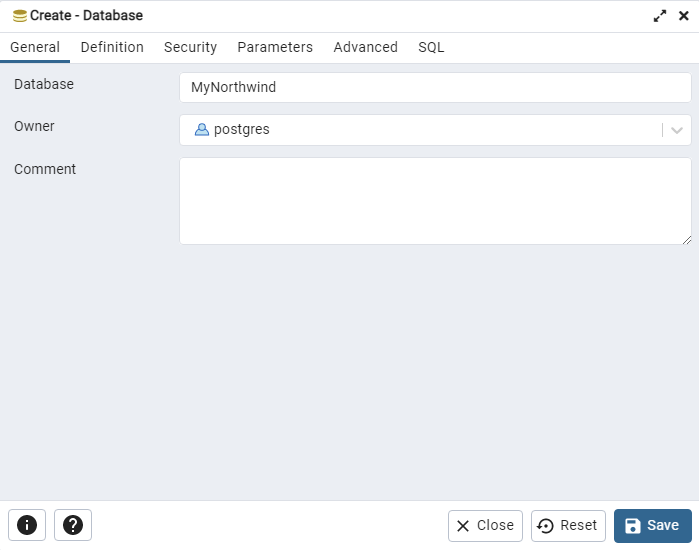 Create - Database
General Definition Security Parameters Advanced SQL
Database MyNorthwind
Owner postgres
Comment
Close Reset Save